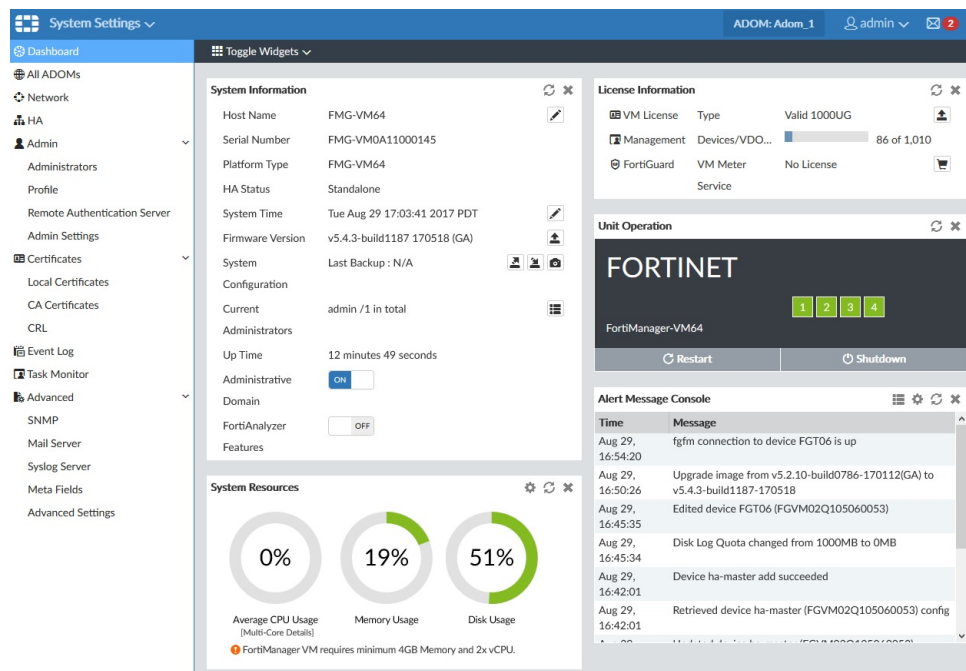 System Settings
ADOM: Adom_1
admin
2
Dashboard
All ADOMs
Network
HA
Admin
Administrators
Profile
Remote Authentication Server
Admin Settings
Certificates
Local Certificates
CA Certificates
CRL
Event Log
Task Monitor
Advanced
SNMP
Mail Server
Syslog Server
Meta Fields
Advanced Settings
Toggle Widgets
System Information
Host Name FMG-VM64
Serial Number FMG-VM0A11000145
Platform Type FMG-VM64
HA Status Standalone
System Time Tue Aug 29 17:03:41 2017 PDT
Firmware Version v5.4.3-build1187 170518 (GA)
System Last Backup : N/A
Configuration
Current admin /1 in total
Administrators
Up Time 12 minutes 49 seconds
Administrative ON
Domain
FortiAnalyzer OFF
Features
System Resources
0% 19% 51%
Average CPU Usage Memory Usage Disk Usage
[Multi-Core Details]
FortiManager VM requires minimum 4GB Memory and 2x vCPU.
License Information
VM License Type Valid 1000UG
Management Devices/VDO... 86 of 1,010
FortiGuard VM Meter No License
Service
Unit Operation
FORTINET
1 2 3 4
FortiManager-VM64
Restart Shutdown
Alert Message Console
Time Message
Aug 29, fgfm connection to device FGT06 is up
16:54:20
Aug 29, Upgrade image from v5.2.10-build0786-170112(GA) to
16:50:26 v5.4.3-build1187-170518
Aug 29, Edited device FGT06 (FGVM02Q105060053)
16:45:35
Aug 29, Disk Log Quota changed from 1000MB to 0MB
16:45:34
Aug 29, Device ha-master add succeeded
16:42:01
Aug 29, Retrieved device ha-master (FGVM02Q105060053) config
16:42:01